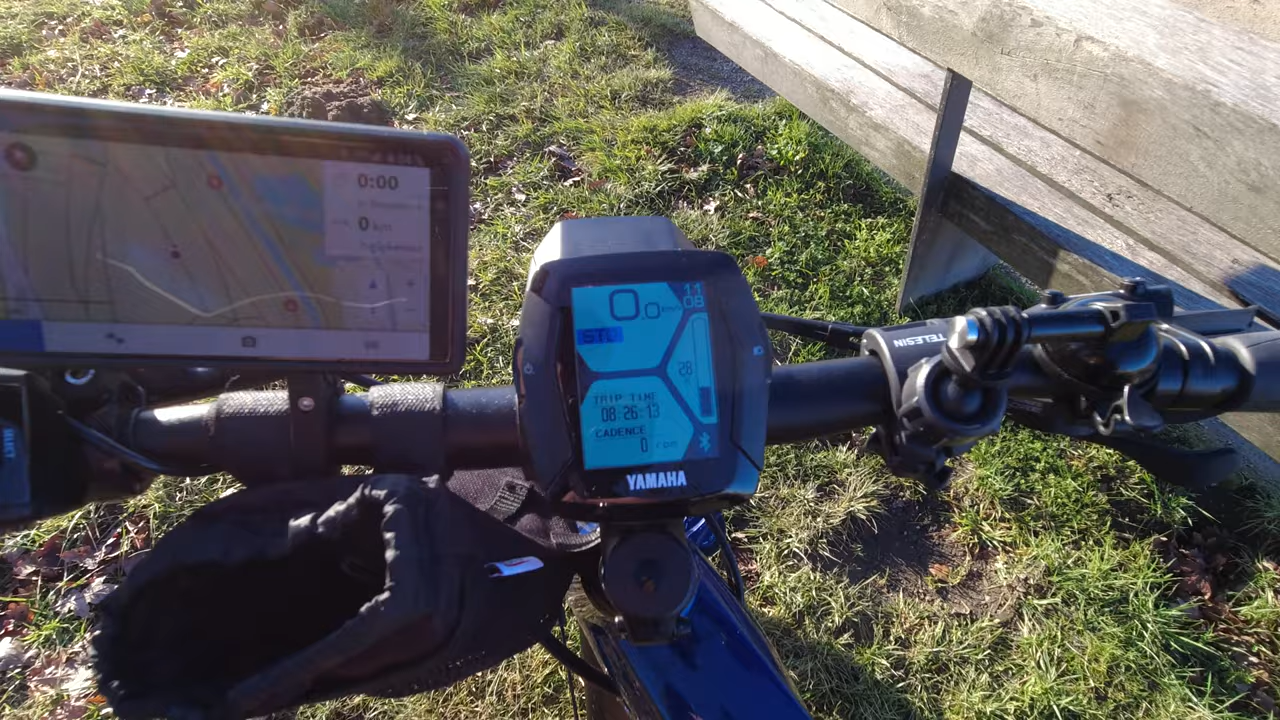 0:00
0 km
0.0 km/h
11
08
STD
28
TRIP TIME
08:26:13
CADENCE
0 rpm
YAMAHA
TELESIN